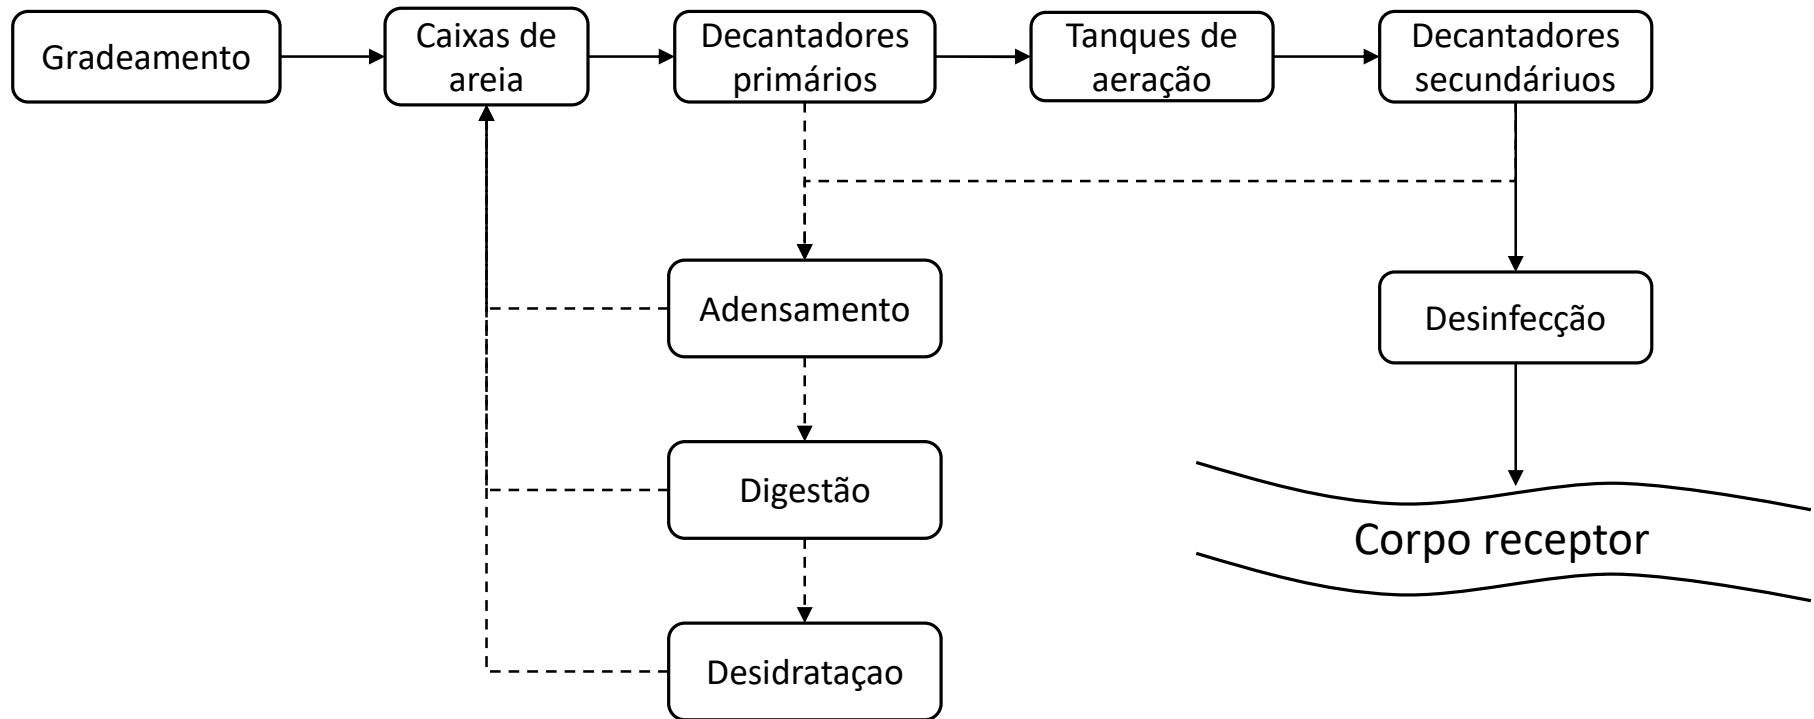 Gradeamento
Caixas de
areia
Decantadores
primários
Tanques de
aeração
Decantadores
secundáriuos
Adensamento
Desinfecção
Digestão
Corpo receptor
Desidrataçao